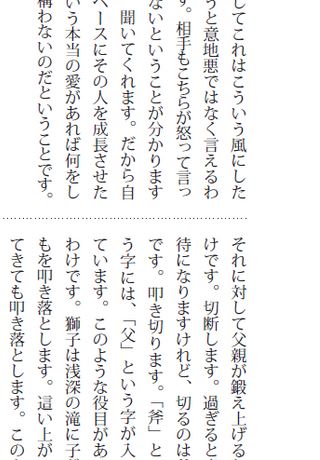 してこれはこういう風にした
うと意地悪ではなく言えるわ
す。相手もこちらが怒って言っ
ないということが分かります
聞いてくれます。だから自
ベースにその人を成長させた
いう本当の愛があれば何をし
構わないのだということです。
それに対して父親が鍛え上げる
けです。切断します。過ぎると
待になりますけれど、切るのは
です。叩き切ります。「斧」と
う字には、「父」という字が入
ています。このような役目があ
わけです。獅子は浅深の滝に子
もを叩き落とします。這い上が
てきても叩き落とします。この